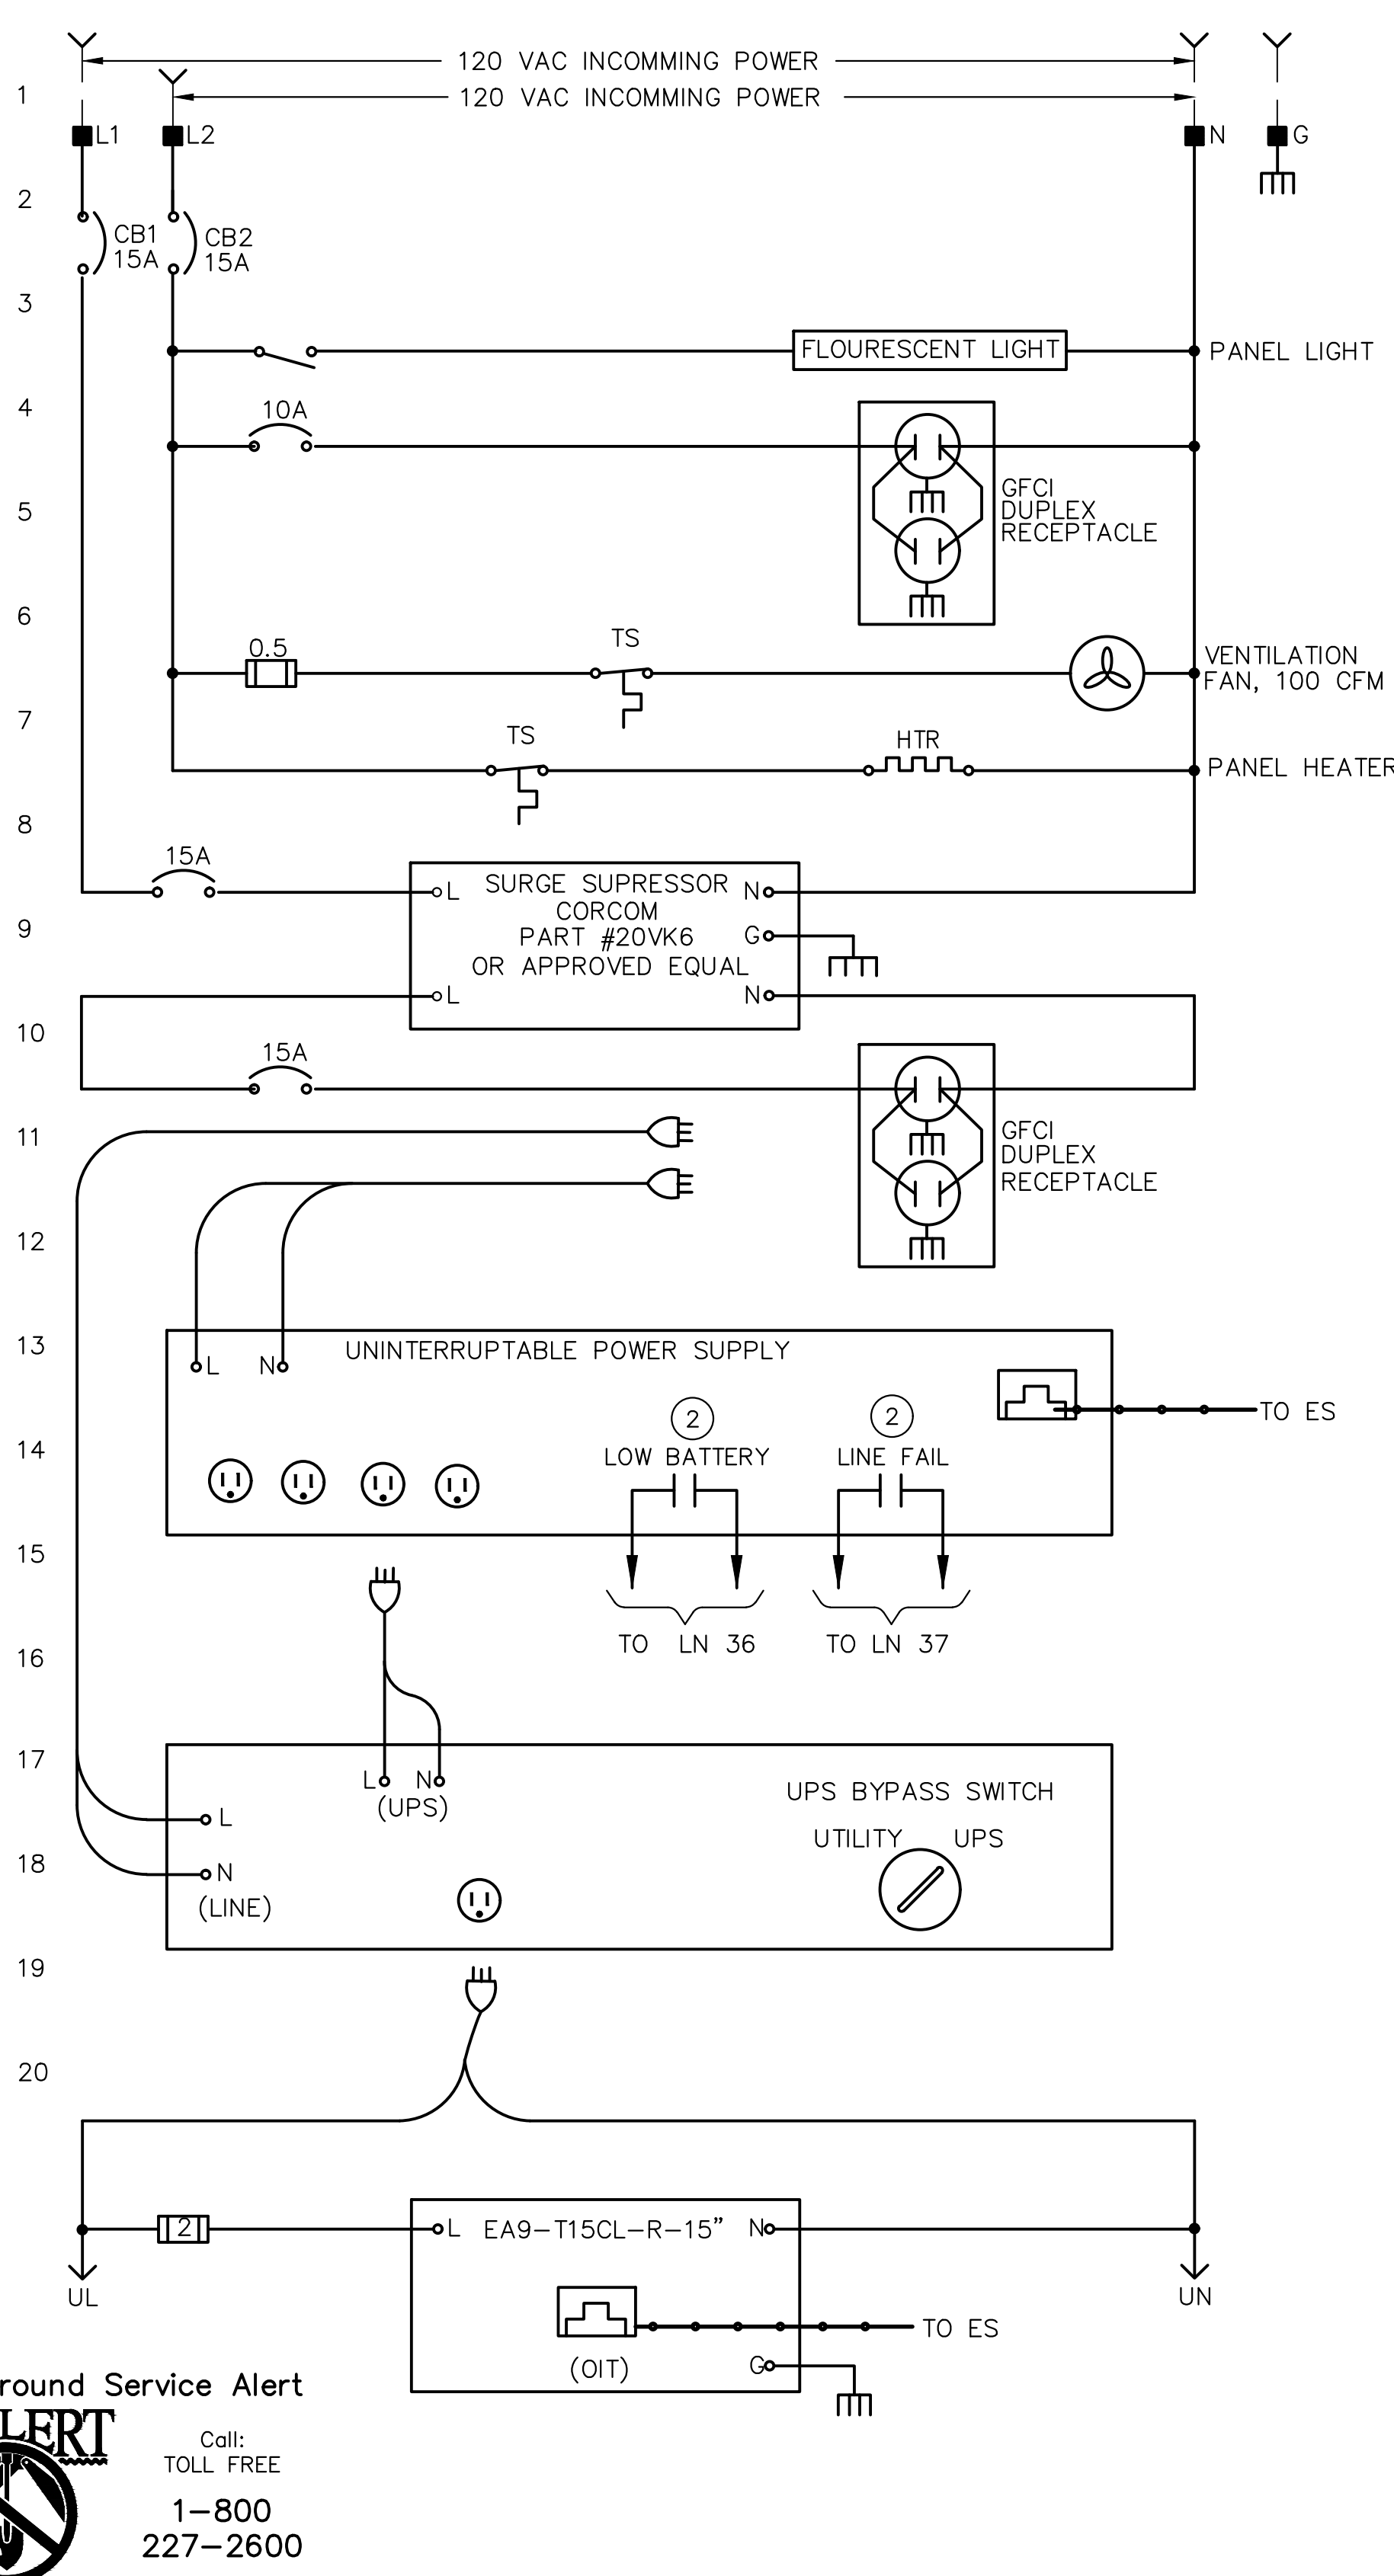 120 VAC INCOMMING POWER
1
120 VAC INCOMMING POWER
L1
L2
N
G
2
CB1
15A
CB2
15A
3
FLOURESCENT LIGHT
PANEL LIGHT
4
10A
5
GFCI
DUPLEX
RECEPTACLE
6
0.5
TS
VENTILATION
FAN, 100 CFM
7
TS
HTR
PANEL HEATER
8
15A
L
SURGE SUPRESSOR
N
CORCOM
9
PART #20VK6
G
OR APPROVED EQUAL
L
N
10
15A
11
GFCI
DUPLEX
RECEPTACLE
12
13
UNINTERRUPTABLE POWER SUPPLY
L
N
2
2
TO ES
14
LOW BATTERY
LINE FAIL
15
TO LN 36
TO LN 37
16
17
L
N
(UPS)
UPS BYPASS SWITCH
L
UTILITY
UPS
18
N
(LINE)
19
20
2
L
EA9-T15CL-R-15”
N
UL
UN
TO ES
(OIT)
G
round Service Alert
LERT
Call:
TOLL FREE
1-800
227-2600